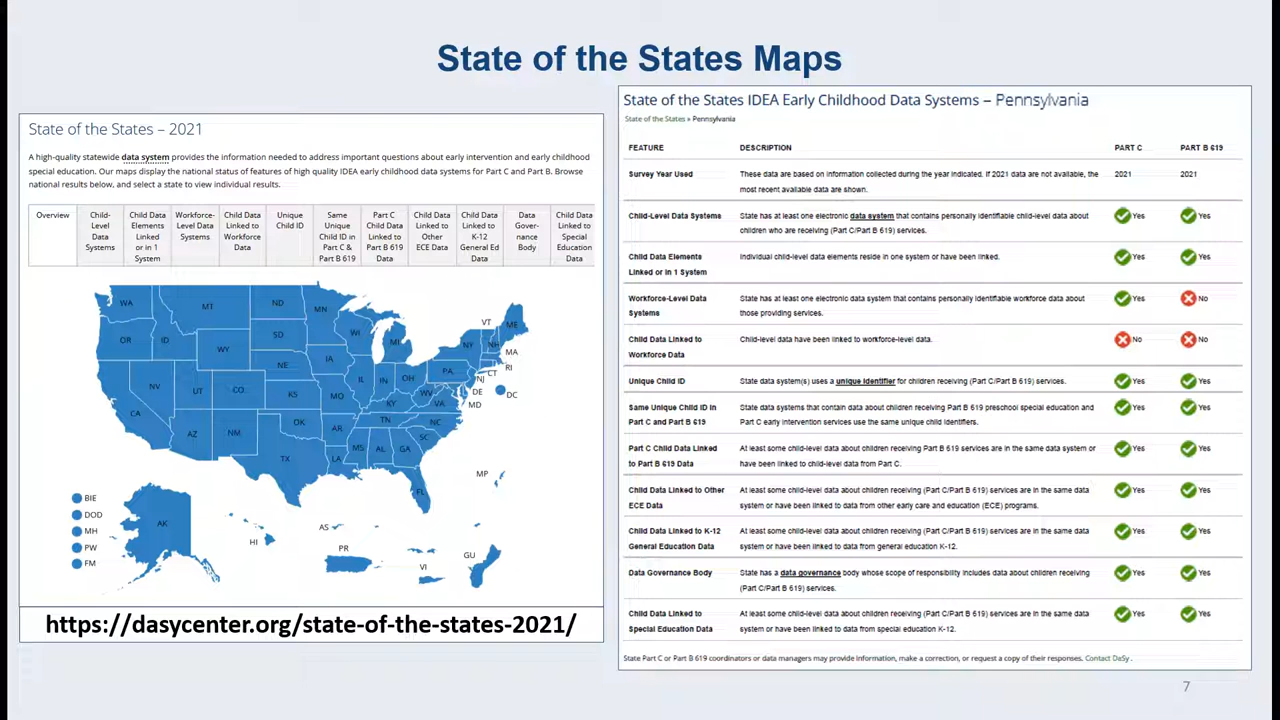 State of the States Maps
State of the States – 2021
A high-quality statewide data system provides the information needed to address important questions about early intervention and early childhood
special education. Our maps display the national status of features of high quality IDEA early childhood data systems for Part C and Part B. Browse
national results below, and select a state to view individual results.
Overview
Child-
Level
Data
Systems
Child Data
Elements
Linked
or in 1
System
Workforce-
Level Data
Systems
Child Data
Linked to
Workforce
Data
Unique
Child ID
Same
Unique
Child ID in
Part C &
Part B 619
Part C
Child Data
Linked to
Part B 619
Data
Child Data
Linked to
Other
ECE Data
Child Data
Linked to
K-12
General Ed
Data
Data
Gover-
nance
Body
Child Data
Linked to
Special
Education
Data
WA
MT
ND
MN
OR
ID
WY
SD
WI
MI
VT
ME
NY
NH
MA
RI
CT
NJ
PA
NE
IA
IL
IN
OH
DE
DC
MD
NV
UT
CO
KS
MO
KY
WV
VA
CA
AZ
NM
OK
AR
TN
NC
SC
TX
LA
MS
AL
GA
FL
MP
BIE
DOD
MH
PW
FM
AK
HI
AS
PR
VI
GU
https://dasycenter.org/state-of-the-states-2021/
State of the States IDEA Early Childhood Data Systems – Pennsylvania
State of the States » Pennsylvania
FEATURE DESCRIPTION PART C PART B 619
Survey Year Used These data are based on information collected during the year indicated. If 2021 data are not available, the 2021 2021
most recent available data are shown.
Child-Level Data Systems State has at least one electronic data system that contains personally identifiable child-level data about Yes Yes
children who are receiving (Part C/Part B 619) services.
Child Data Elements Individual child-level data elements reside in one system or have been linked. Yes Yes
Linked or in 1 System
Workforce-Level Data State has at least one electronic data system that contains personally identifiable workforce data about Yes No
Systems those providing services.
Child Data Linked to Child-level data have been linked to workforce-level data. No No
Workforce Data
Unique Child ID State data system(s) uses a unique identifier for children receiving (Part C/Part B 619) services. Yes Yes
Same Unique Child ID in State data systems that contain data about children receiving Part B 619 preschool special education and Yes Yes
Part C and Part B 619 Part C early intervention services use the same unique child identifiers.
Part C Child Data Linked At least some child-level data about children receiving Part B 619 services are in the same data system or Yes Yes
to Part B 619 Data have been linked to child-level data from Part C.
Child Data Linked to Other At least some child-level data about children receiving (Part C/Part B 619) services are in the same data Yes Yes
ECE Data system or have been linked to data from other early care and education (ECE) programs.
Child Data Linked to K-12 At least some child-level data about children receiving (Part C/Part B 619) services are in the same data Yes Yes
General Education Data system or have been linked to data from general education K-12.
Data Governance Body State has a data governance body whose scope of responsibility includes data about children receiving Yes Yes
(Part C/Part B 619) services.
Child Data Linked to At least some child-level data about children receiving (Part C/Part B 619) services are in the same data Yes Yes
Special Education Data system or have been linked to data from special education K-12.
State Part C or Part B 619 coordinators or data managers may provide information, make a correction, or request a copy of their responses. Contact DaSy .
7